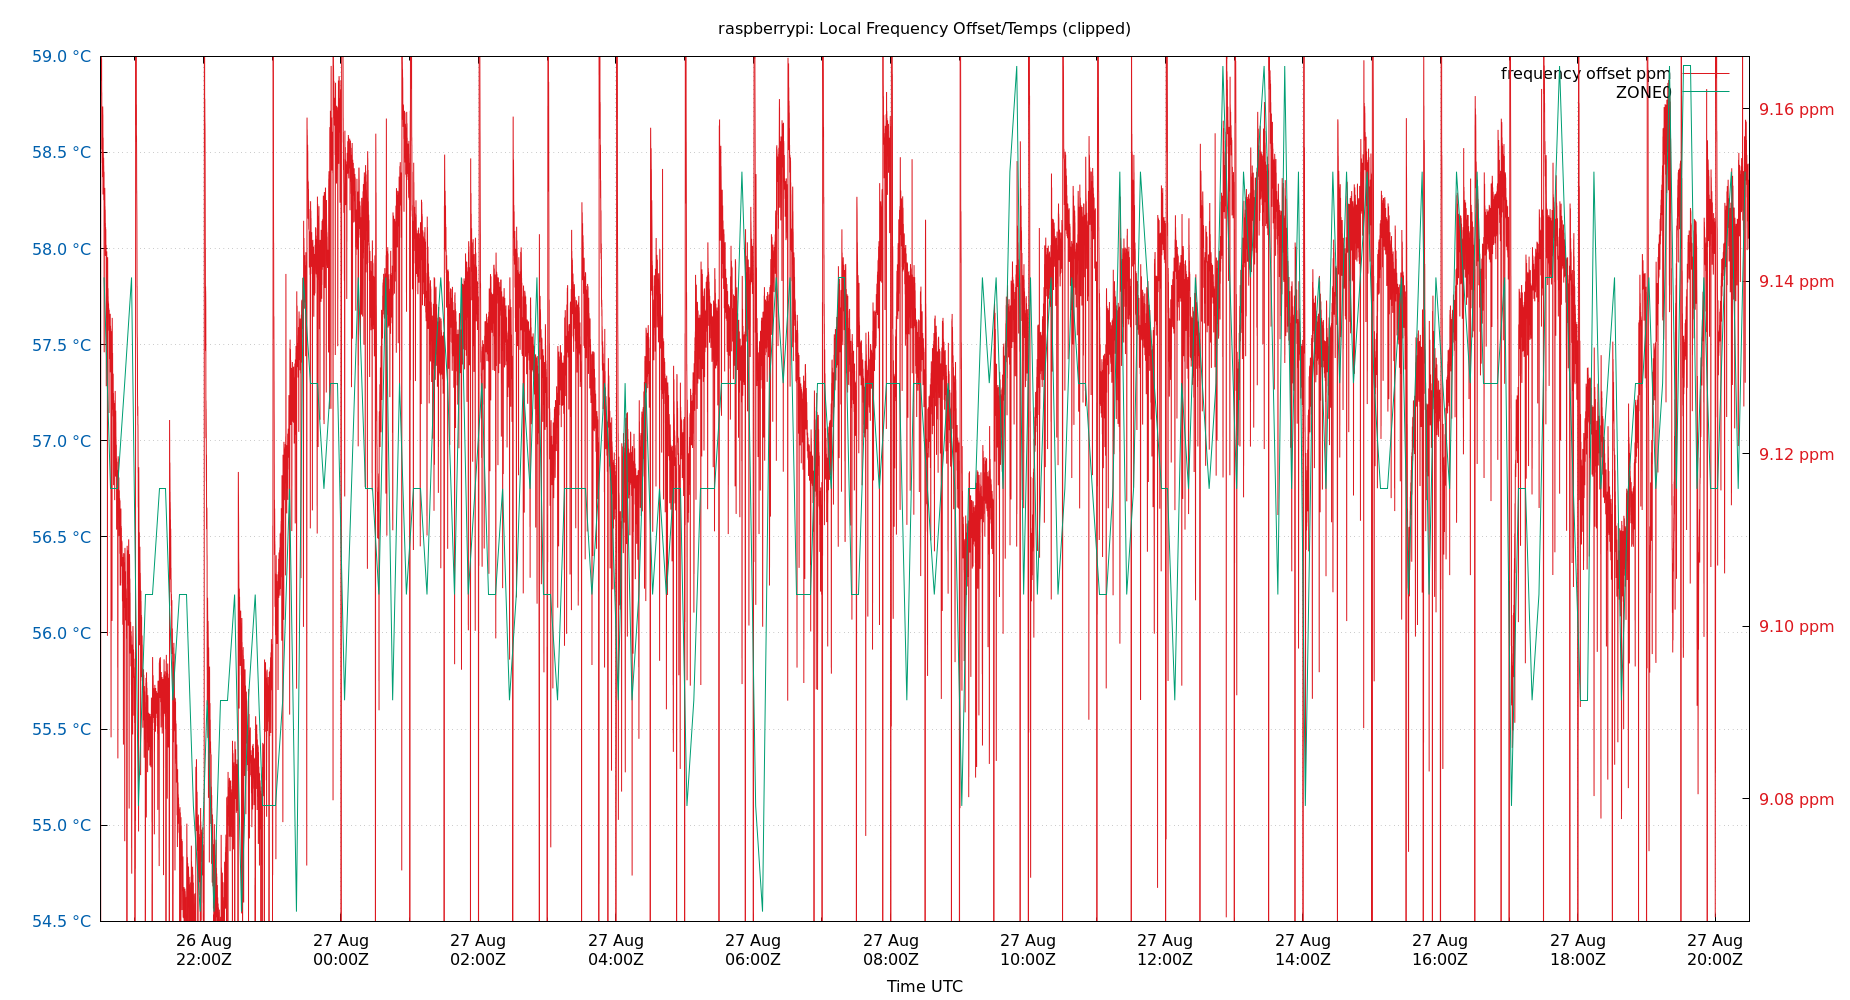 raspberrypi: Local Frequency Offset/Temps (clipped)
59.0 °C
58.5 °C
58.0 °C
57.5 °C
57.0 °C
56.5 °C
56.0 °C
55.5 °C
55.0 °C
54.5 °C
frequency offset ppm
ZONE0
9.16 ppm
9.14 ppm
9.12 ppm
9.10 ppm
9.08 ppm
26 Aug 27 Aug 27 Aug 27 Aug 27 Aug 27 Aug 27 Aug 27 Aug 27 Aug 27 Aug 27 Aug 27 Aug
22:00Z 00:00Z 02:00Z 04:00Z 06:00Z 08:00Z 10:00Z 12:00Z 14:00Z 16:00Z 18:00Z 20:00Z
Time UTC